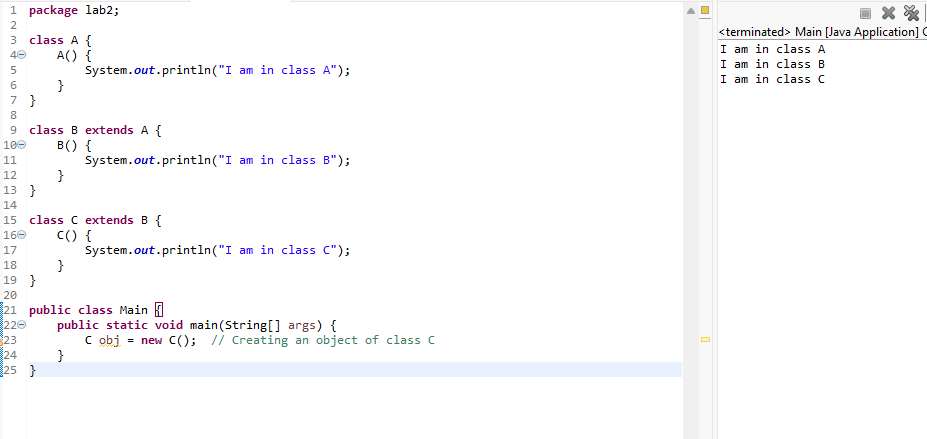 1 package lab2;
2
3 class A {
4 A() {
5 System.out.println("I am in class A");
6 }
7 }
8
9 class B extends A {
10 B() {
11 System.out.println("I am in class B");
12 }
13 }
14
15 class C extends B {
16 C() {
17 System.out.println("I am in class C");
18 }
19 }
20
21 public class Main {
22 public static void main(String[] args) {
23 C obj = new C(); // Creating an object of class C
24 }
25 }
<terminated> Main [Java Application] C
I am in class A
I am in class B
I am in class C